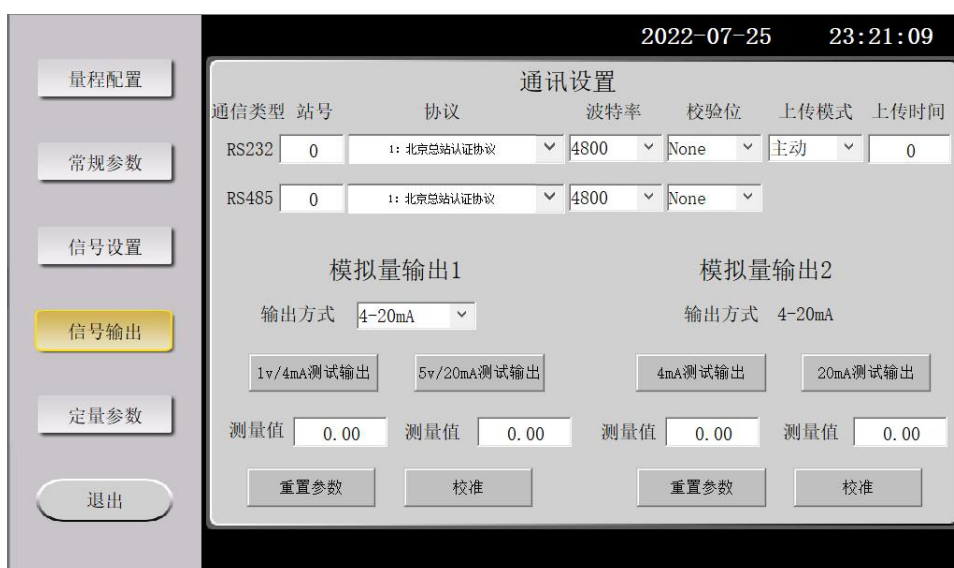 2022-07-25 23:21:09
量程配置
常规参数
信号设置
信号输出
定量参数
退出
通讯设置
通信类型 站号 协议 波特率 校验位 上传模式 上传时间
RS232 0 1: 北京总站认证协议 4800 None 主动 0
RS485 0 1: 北京总站认证协议 4800 None
模拟量输出1 模拟量输出2
输出方式 4-20mA 输出方式 4-20mA
1v/4mA测试输出 5v/20mA测试输出 4mA测试输出 20mA测试输出
测量值 0.00 测量值 0.00 测量值 0.00 测量值 0.00
重置参数 校准 重置参数 校准